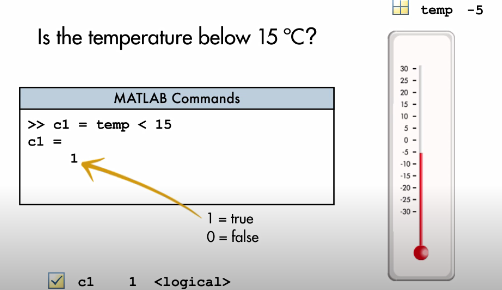 temp -5
Is the temperature below 15 °C?
MATLAB Commands
>> c1 = temp < 15
c1 =
1
1 = true
0 = false
c1 1 <logical>
30
25
20
15
10
5
0
-5
-10
-15
-20
-25
-30